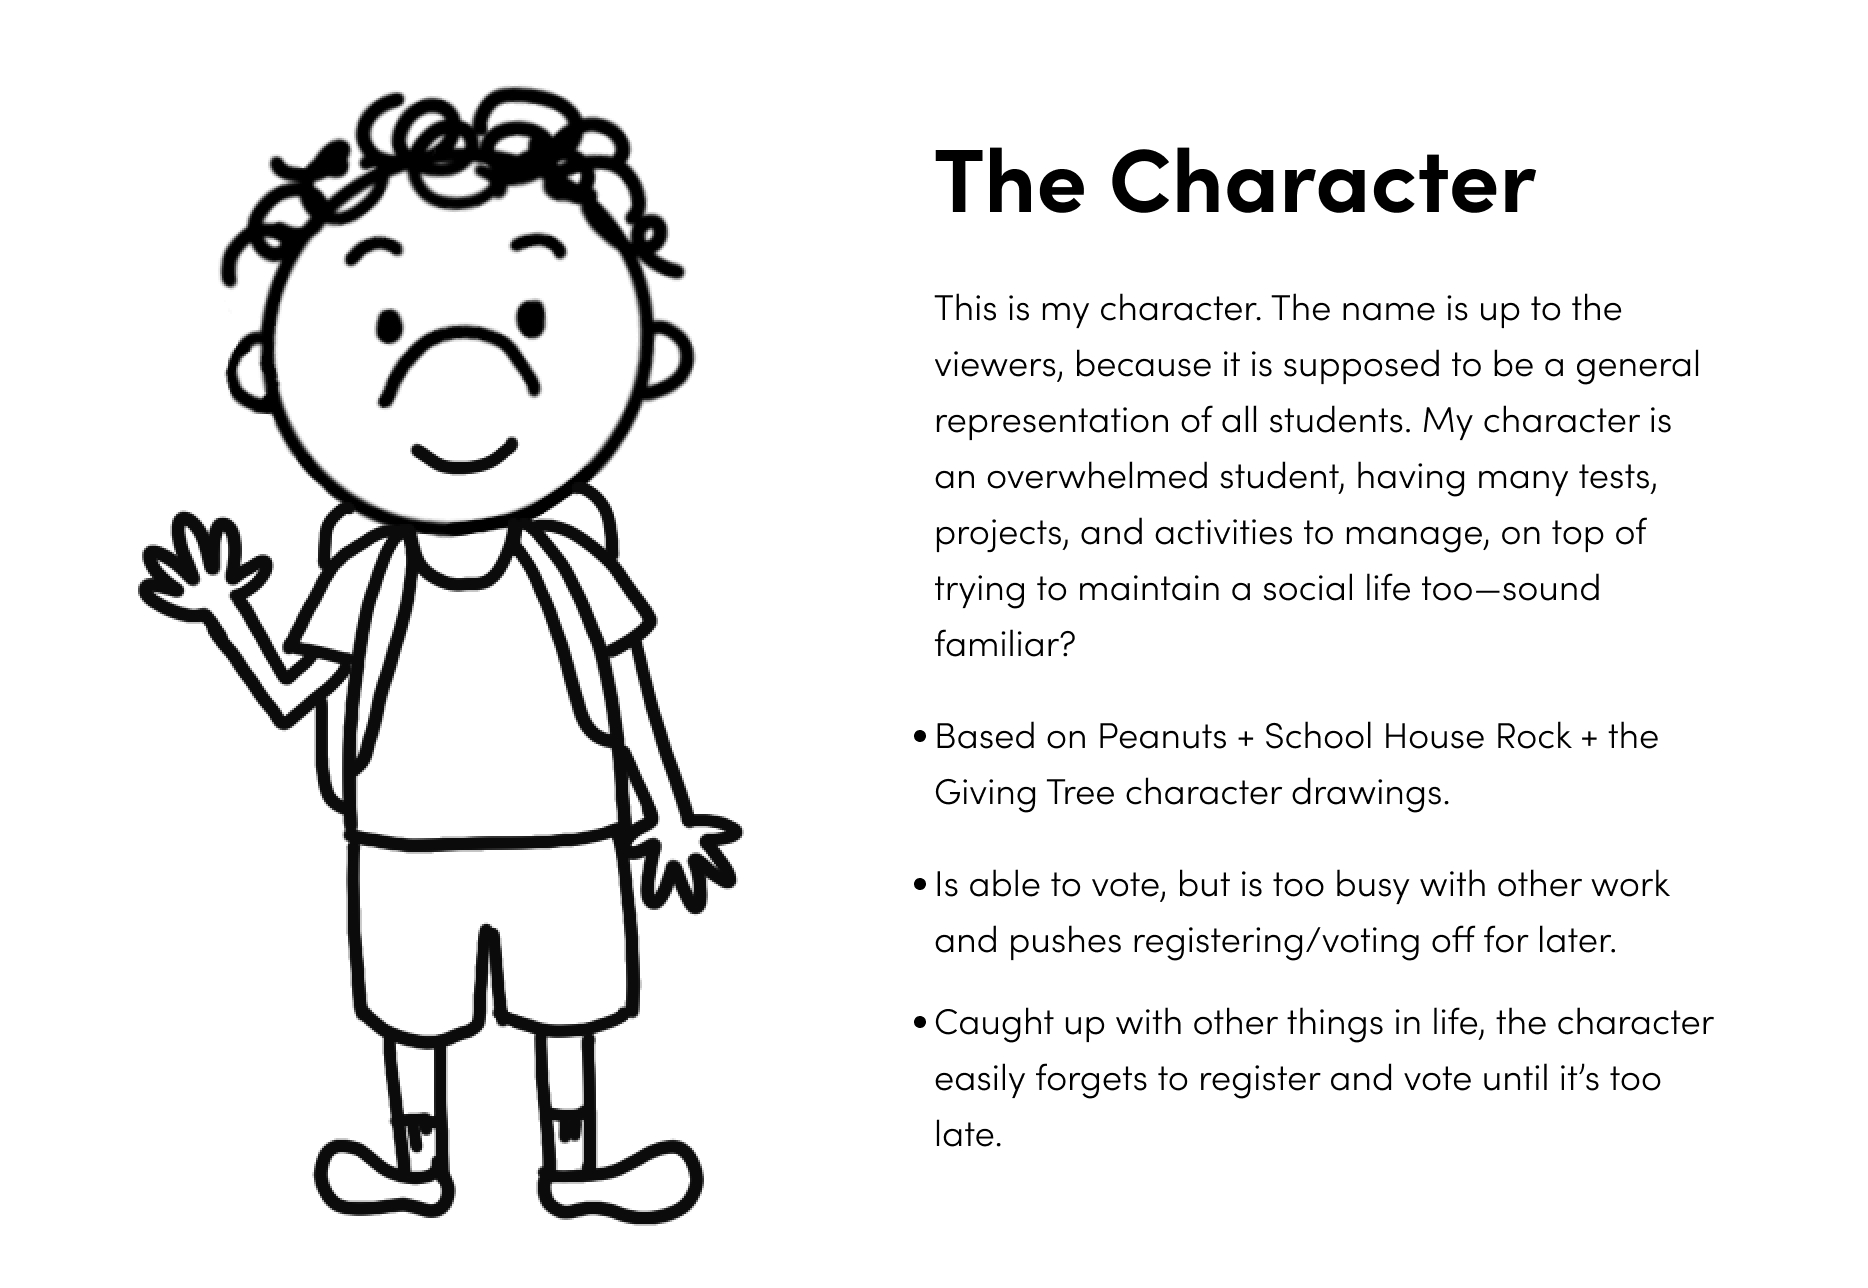 The Character
This is my character. The name is up to the
viewers, because it is supposed to be a general
representation of all students. My character is
an overwhelmed student, having many tests,
projects, and activities to manage, on top of
trying to maintain a social life too—sound
familiar?
• Based on Peanuts + School House Rock + the
Giving Tree character drawings.
• Is able to vote, but is too busy with other work
and pushes registering/voting off for later.
• Caught up with other things in life, the character
easily forgets to register and vote until it’s too
late.